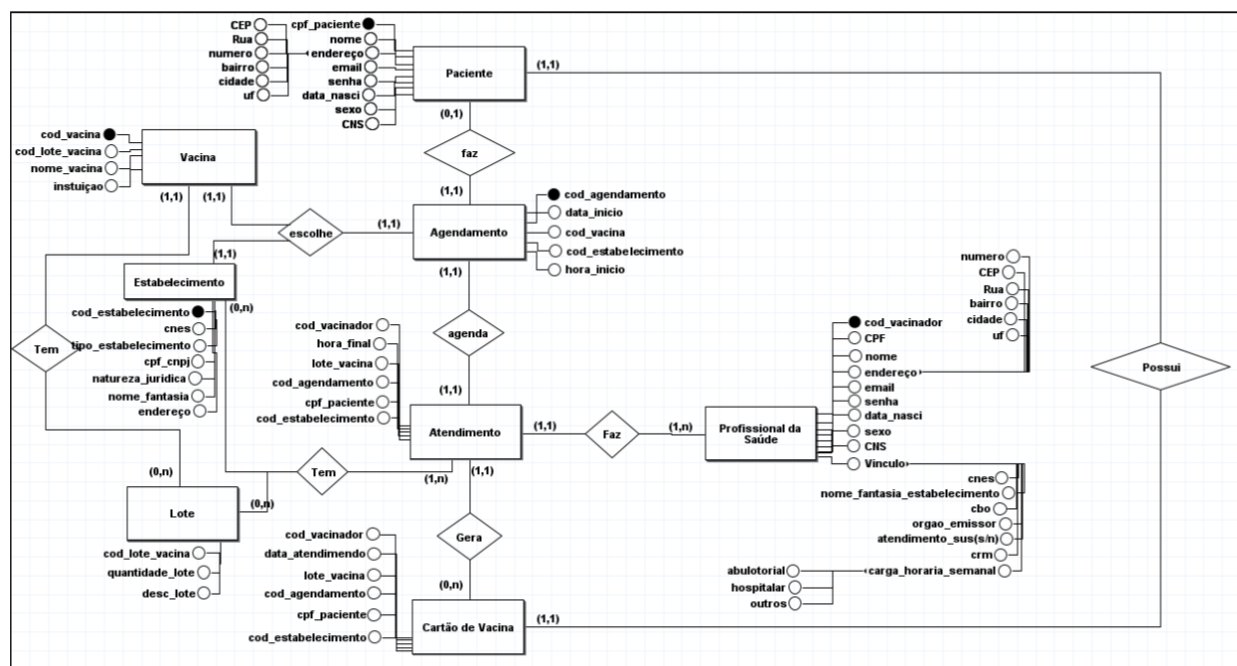 CEP
Rua
numero
bairro
cidade
uf
cpf_paciente
nome
endereço
email
senha
data_nasci
sexo
CNS
Paciente
(1,1)
(0,1)
faz
(1,1)
cod_vacina
cod_lote_vacina
nome_vacina
instuiçao
Vacina
(1,1)
(1,1)
escolhe
(1,1)
Agendamento
cod_agendamento
data_inicio
cod_vacina
cod_estabelecimento
hora_inicio
(1,1)
(1,1)
Estabelecimento
(0,n)
cod_estabelecimento
cnes
tipo_estabelecimento
cpf_cnpj
natureza_juridica
nome_fantasia
endereço
Tem
agenda
(1,1)
cod_vacinador
hora_final
lote_vacina
cod_agendamento
cpf_paciente
cod_estabelecimento
Atendimento
(1,1)
Faz
(1,n)
Profissional da
Saúde
numero
CEP
Rua
bairro
cidade
uf
cod_vacinador
CPF
nome
endereço
email
senha
data_nasci
sexo
CNS
Vinculo
cnes
nome_fantasia_estabelecimento
cbo
orgao_emissor
atendimento_sus(s/n)
crm
carga_horaria_semanal
abulotorial
hospitalar
outros
Possui
Tem
(1,n)
(1,1)
(0,n)
(0,n)
Lote
cod_lote_vacina
quantidade_lote
desc_lote
Gera
(0,n)
cod_vacinador
data_atendimendo
lote_vacina
cod_agendamento
cpf_paciente
cod_estabelecimento
Cartão de Vacina
(1,1)